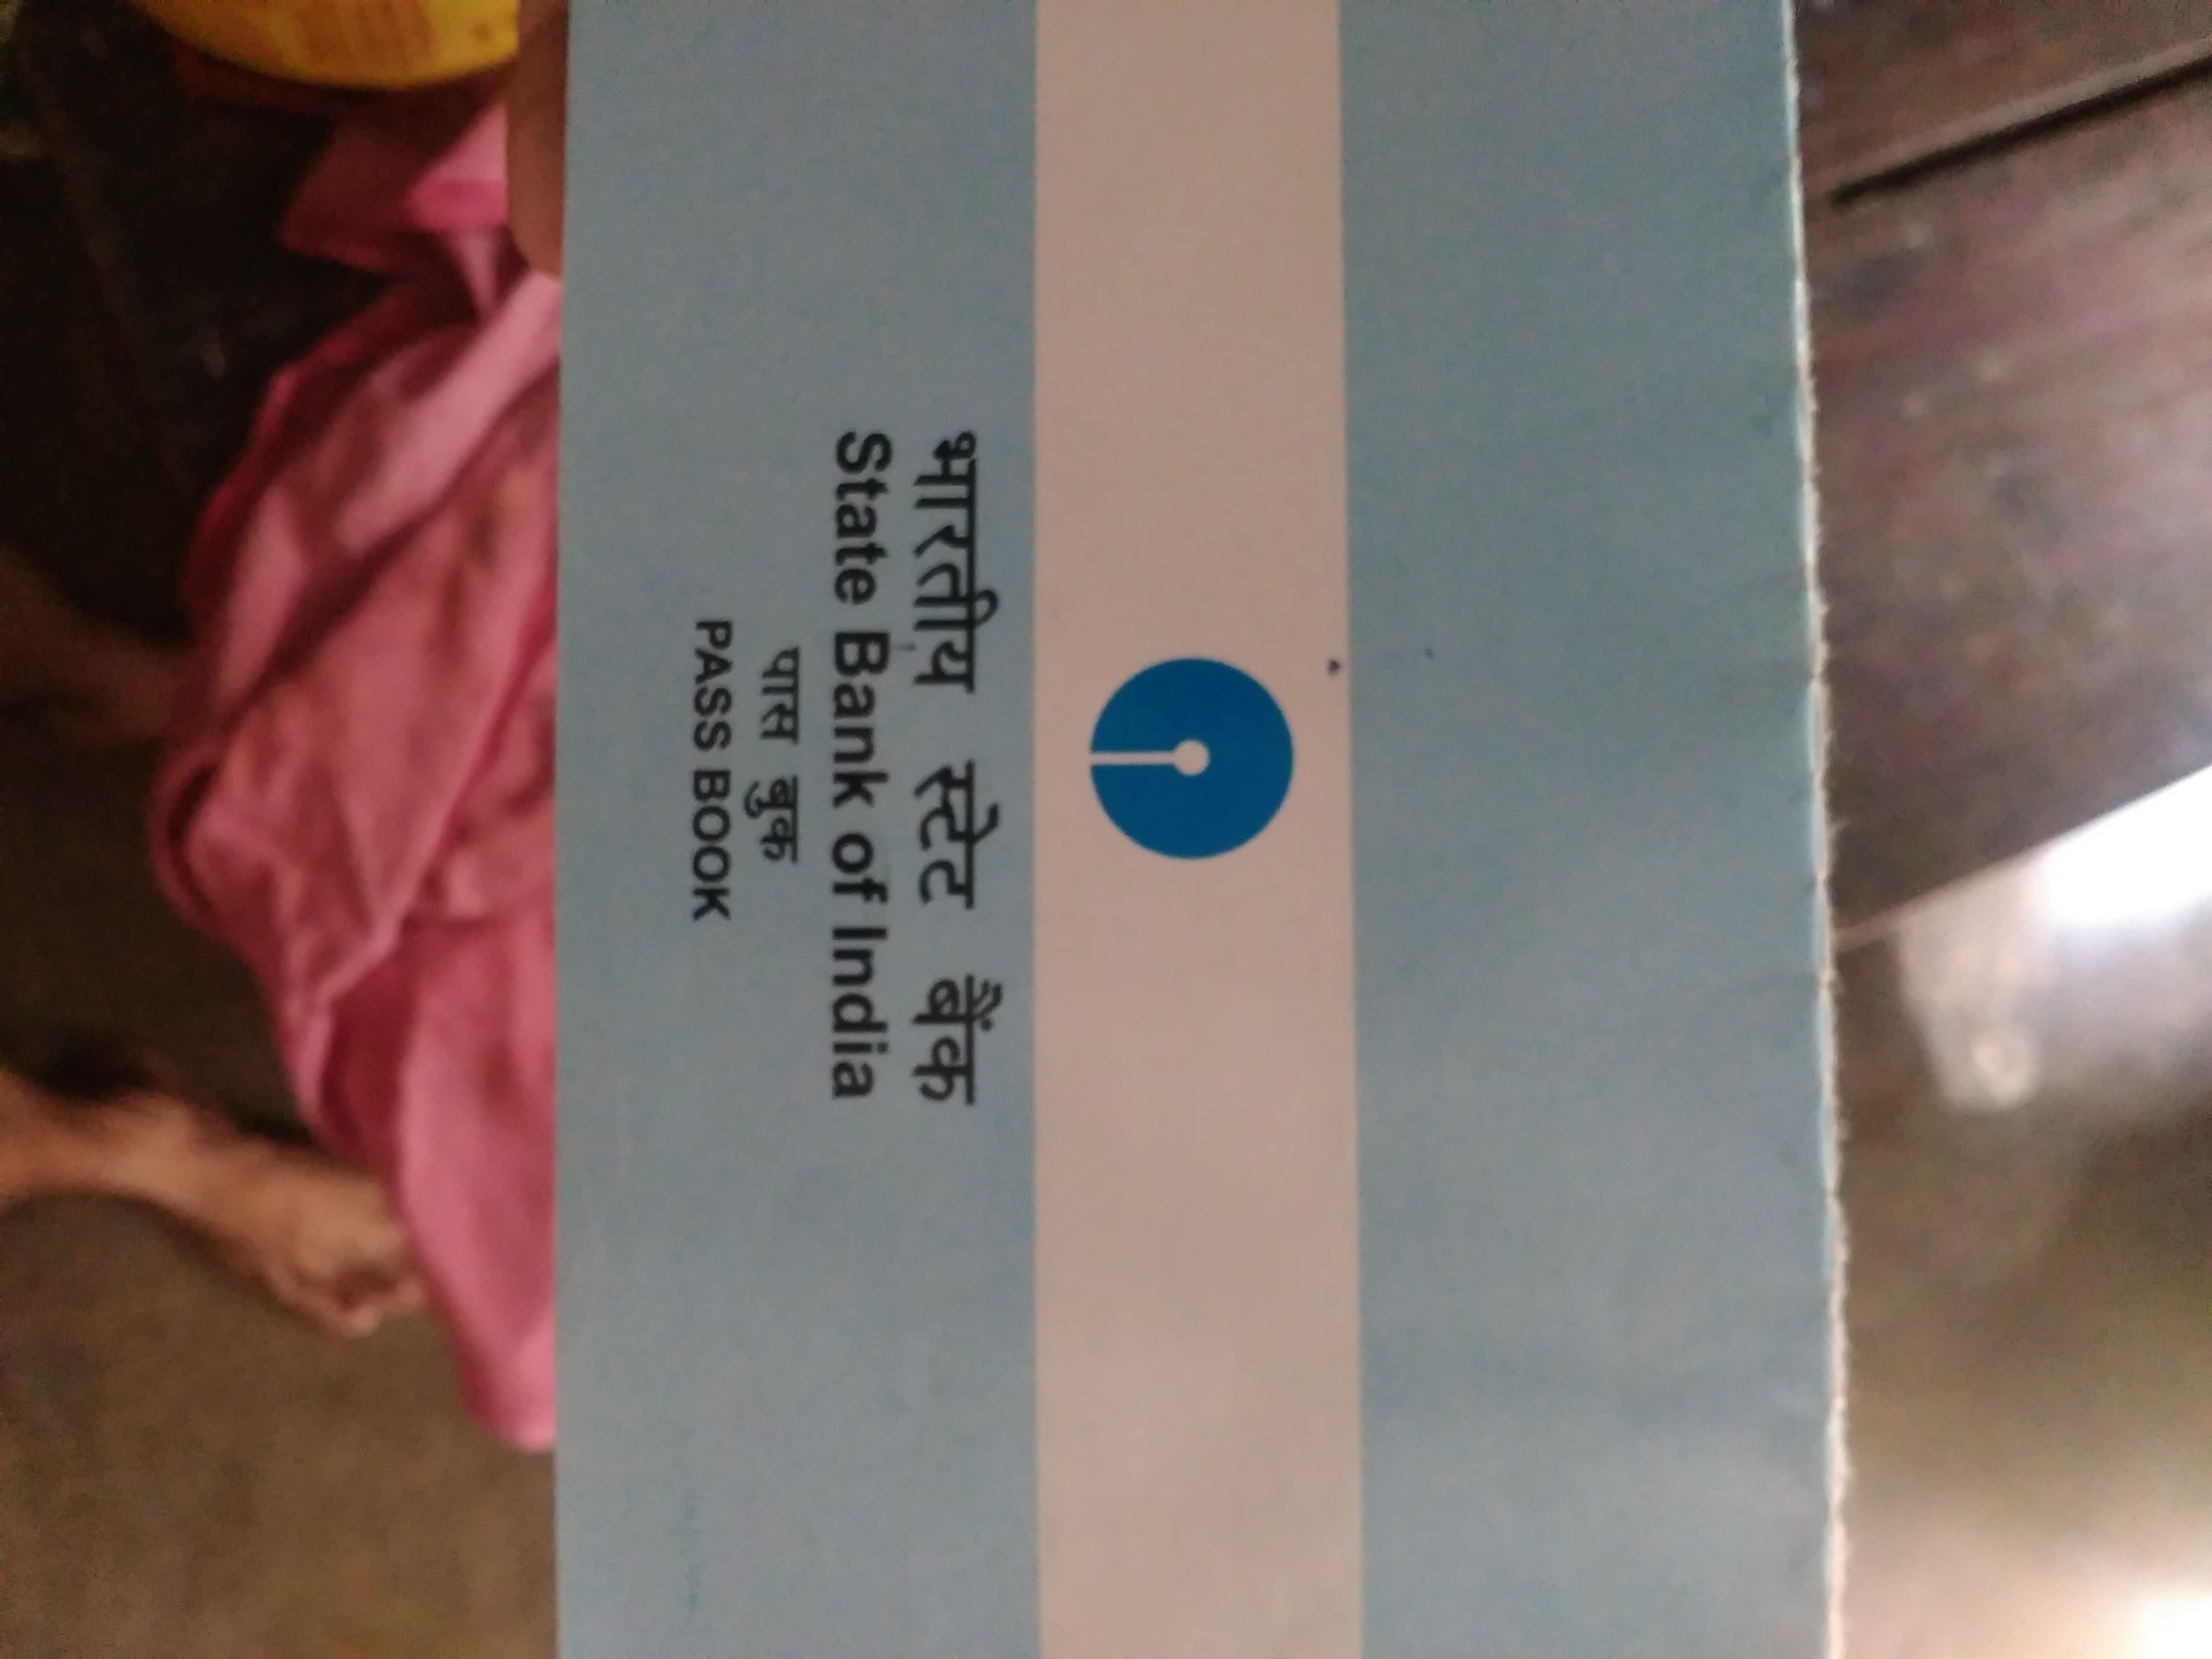 भारतीय स्टेट बैंक
State Bank of India
पास बुक
PASS BOOK